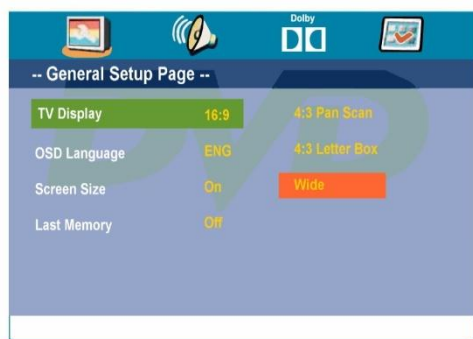 Dolby
-- General Setup Page --
TV Display 16:9 4:3 Pan Scan
OSD Language ENG 4:3 Letter Box
Screen Size On Wide
Last Memory Off
DVD